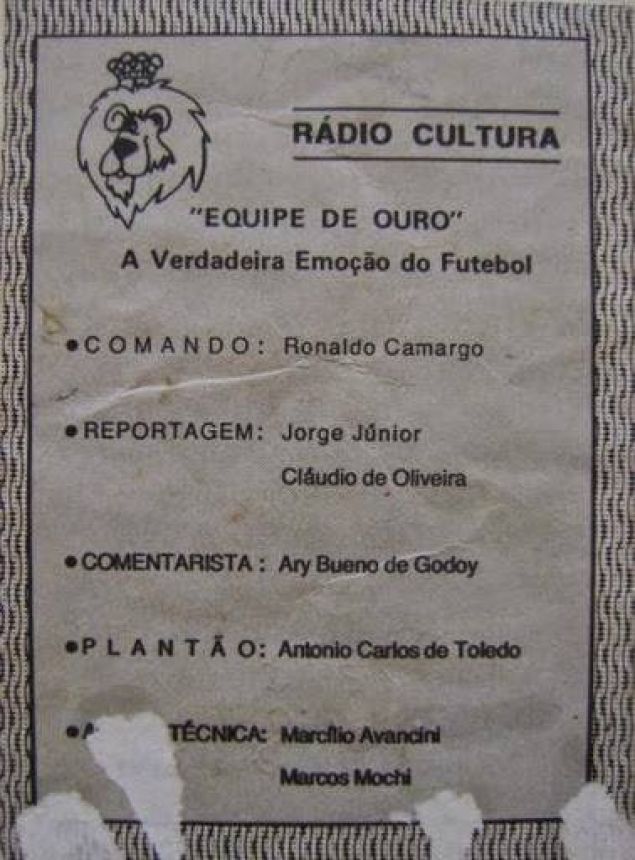 RÁDIO CULTURA
"EQUIPE DE OURO"
A Verdadeira Emoção do Futebol
●COMANDO: Ronaldo Camargo
●REPORTAGEM: Jorge Júnior
Cláudio de Oliveira
●COMENTARISTA: Ary Bueno de Godoy
●PLANTÃO: Antonio Carlos de Toledo
● TÉCNICA: Marcílio Avancini
Marcos Mochi